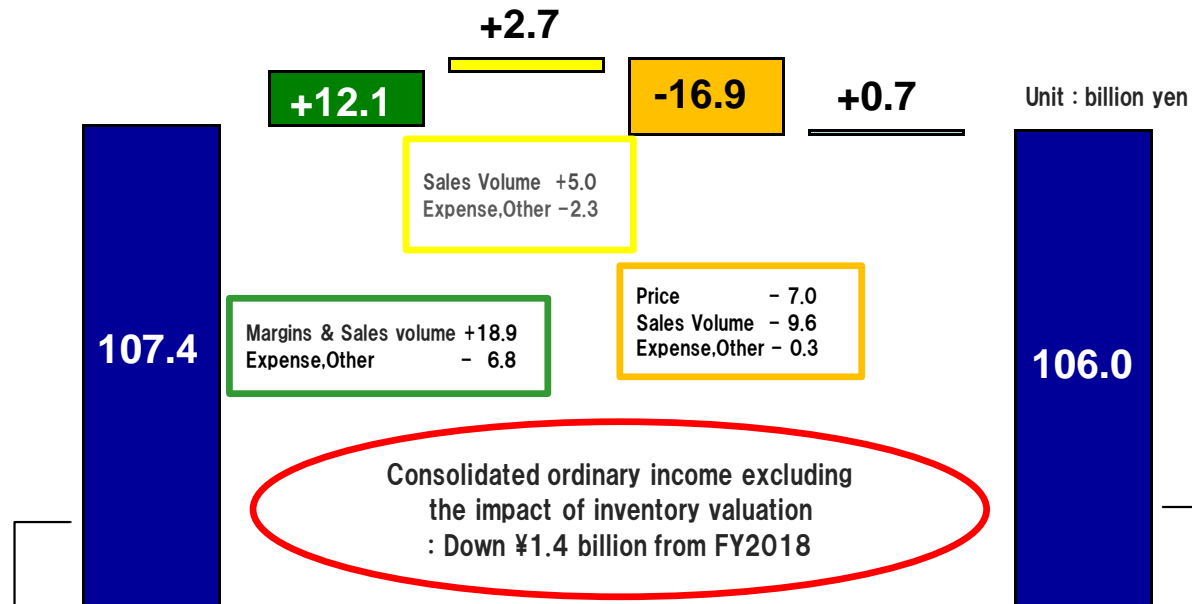 +2.7
+12.1
-16.9
+0.7
Unit : billion yen
Sales Volume +5.0
Expense,Other -2.3
Price - 7.0
Sales Volume - 9.6
Expense,Other - 0.3
Margins & Sales volume +18.9
Expense,Other - 6.8
107.4
106.0
Consolidated ordinary income excluding
the impact of inventory valuation
: Down ¥1.4 billion from FY2018